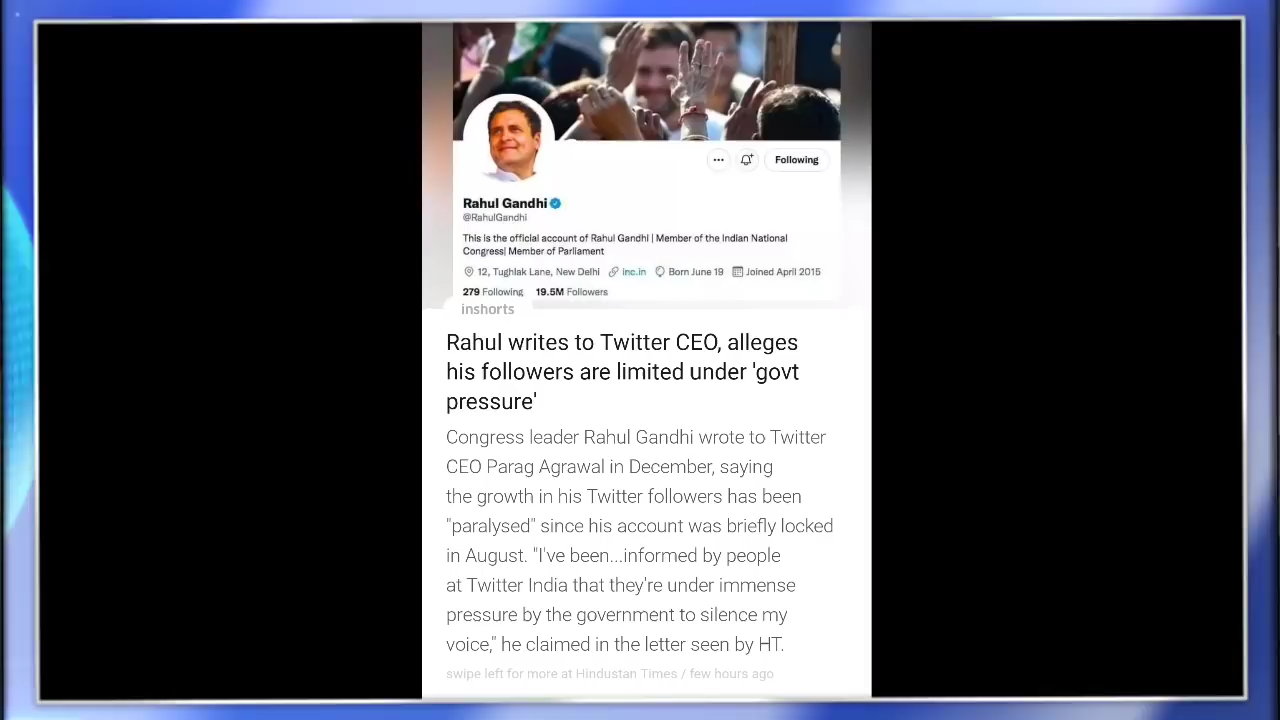 Following
Rahul Gandhi
@RahulGandhi
This is the official account of Rahul Gandhi | Member of the Indian National
Congress| Member of Parliament
12, Tughlak Lane, New Delhi inc.in Born June 19 Joined April 2015
279 Following 19.5M Followers
inshorts
Rahul writes to Twitter CEO, alleges
his followers are limited under 'govt
pressure'
Congress leader Rahul Gandhi wrote to Twitter
CEO Parag Agrawal in December, saying
the growth in his Twitter followers has been
"paralysed" since his account was briefly locked
in August. "I've been...informed by people
at Twitter India that they're under immense
pressure by the government to silence my
voice," he claimed in the letter seen by HT.
swipe left for more at Hindustan Times / few hours ago